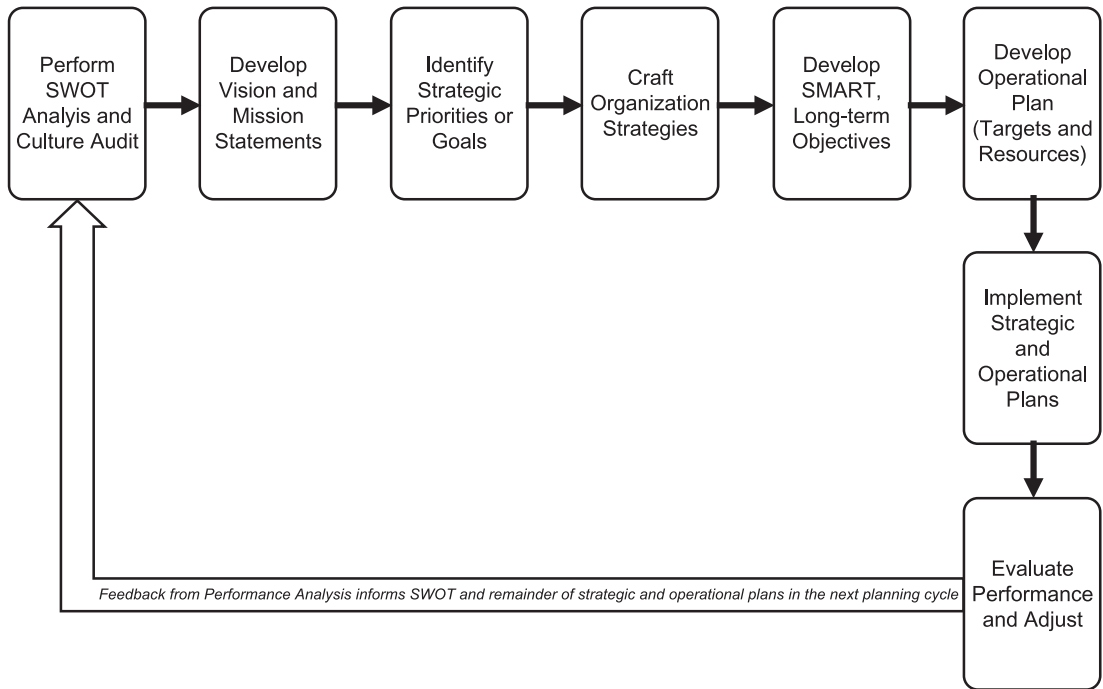 Perform
SWOT
Analyis and
Culture Audit
Develop
Vision and
Mission
Statements
Identify
Strategic
Priorities or
Goals
Craft
Organization
Strategies
Develop
SMART,
Long-term
Objectives
Develop
Operational
Plan
(Targets and
Resources)
Implement
Strategic
and
Operational
Plans
Evaluate
Performance
and Adjust
Feedback from Performance Analysis informs SWOT and remainder of strategic and operational plans in the next planning cycle